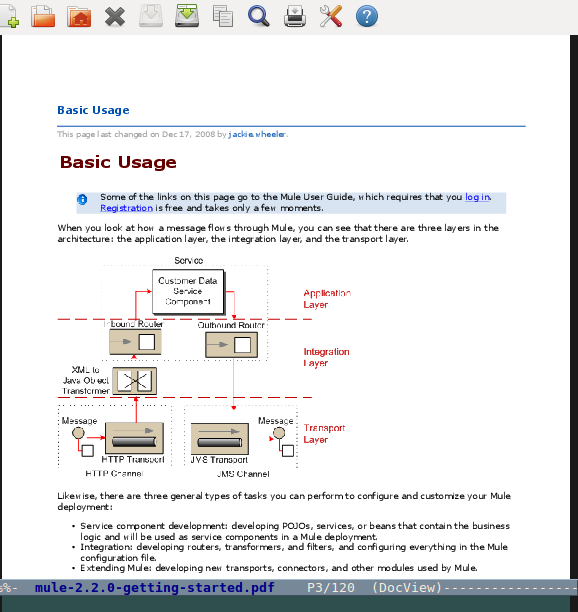 Basic Usage
This page last changed on Dec 17, 2008 by jackie.wheeler.
Basic Usage
Some of the links on this page go to the Mule User Guide, which requires that you log in.
Registration is free and takes only a few moments.
When you look at how a message flows through Mule, you can see that there are three layers in the
architecture: the application layer, the integration layer, and the transport layer.
Service
Customer Data
Service
Component
Application
Layer
Inbound Router
Outbound Router
Integration
Layer
XML to
Java Object
Transformer
Message
Message
Transport
Layer
HTTP Transport
JMS Transport
HTTP Channel
JMS Channel
Likewise, there are three general types of tasks you can perform to configure and customize your Mule
deployment:
• Service component development: developing POJOs, services, or beans that contain the business
logic and will be used as service components in a Mule deployment.
• Integration: developing routers, transformers, and filters, and configuring everything in the Mule
configuration file.
• Extending Mule: developing new transports, connectors, and other modules used by Mule.
%%- mule-2.2.0-getting-started.pdf P3/120 (DocView)----------------